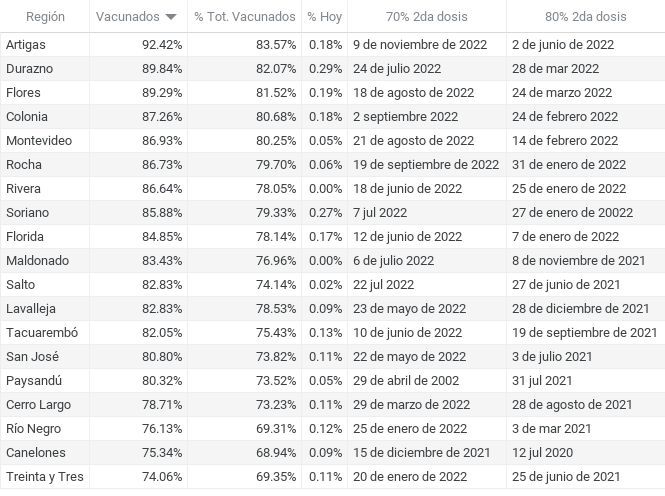 Región Vacunados % Tot. Vacunados % Hoy 70% 2da dosis 80% 2da dosis
Artigas 92.42% 83.57% 0.18% 9 de noviembre de 2022 2 de junio de 2022
Durazno 89.84% 82.07% 0.29% 24 de julio 2022 28 de mar 2022
Flores 89.29% 81.52% 0.19% 18 de agosto de 2022 24 de marzo 2022
Colonia 87.26% 80.68% 0.18% 2 septiembre 2022 24 de febrero 2022
Montevideo 86.93% 80.25% 0.05% 21 de agosto de 2022 14 de febrero 2022
Rocha 86.73% 79.70% 0.06% 19 de septiembre de 2022 31 de enero de 2022
Rivera 86.64% 78.05% 0.00% 18 de junio de 2022 25 de enero de 2022
Soriano 85.88% 79.33% 0.27% 7 jul 2022 27 de enero de 20022
Florida 84.85% 78.14% 0.17% 12 de junio de 2022 7 de enero de 2022
Maldonado 83.43% 76.96% 0.00% 6 de julio 2022 8 de noviembre de 2021
Salto 82.83% 74.14% 0.02% 22 jul 2022 27 de junio de 2021
Lavalleja 82.83% 78.53% 0.09% 23 de mayo de 2022 28 de diciembre de 2021
Tacuarembó 82.05% 75.43% 0.13% 10 de junio de 2022 19 de septiembre de 2021
San José 80.80% 73.82% 0.11% 22 de mayo de 2022 3 de julio 2021
Paysandú 80.32% 73.52% 0.05% 29 de abril de 2002 31 jul 2021
Cerro Largo 78.71% 73.23% 0.11% 29 de marzo de 2022 28 de agosto de 2021
Río Negro 76.13% 69.31% 0.12% 25 de enero de 2022 3 de mar 2021
Canelones 75.34% 68.94% 0.09% 15 de diciembre de 2021 12 jul 2020
Treinta y Tres 74.06% 69.35% 0.11% 20 de enero de 2022 25 de junio de 2021